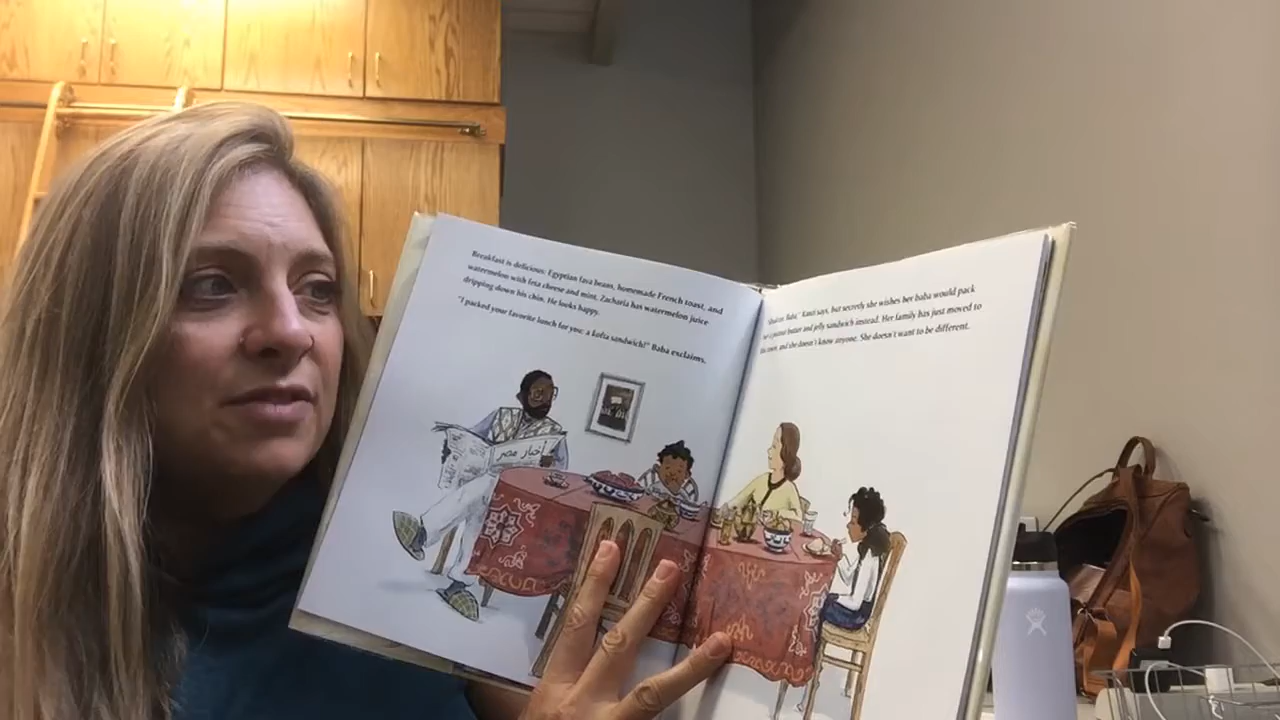 Breakfast is delicious: Egyptian fava beans, homemade French toast, and
watermelon with feta cheese and mint. Zacharia has watermelon juice
dripping down his chin. He looks happy.
"I packed your favorite lunch for you: a kofta sandwich!" Baba exclaims.
Baba," Kanzi says, but secretly she wishes her baba would pack
her a peanut butter and jelly sandwich instead. Her family has just moved to
this town, and she doesn't know anyone. She doesn't want to be different.
أخبار مصر